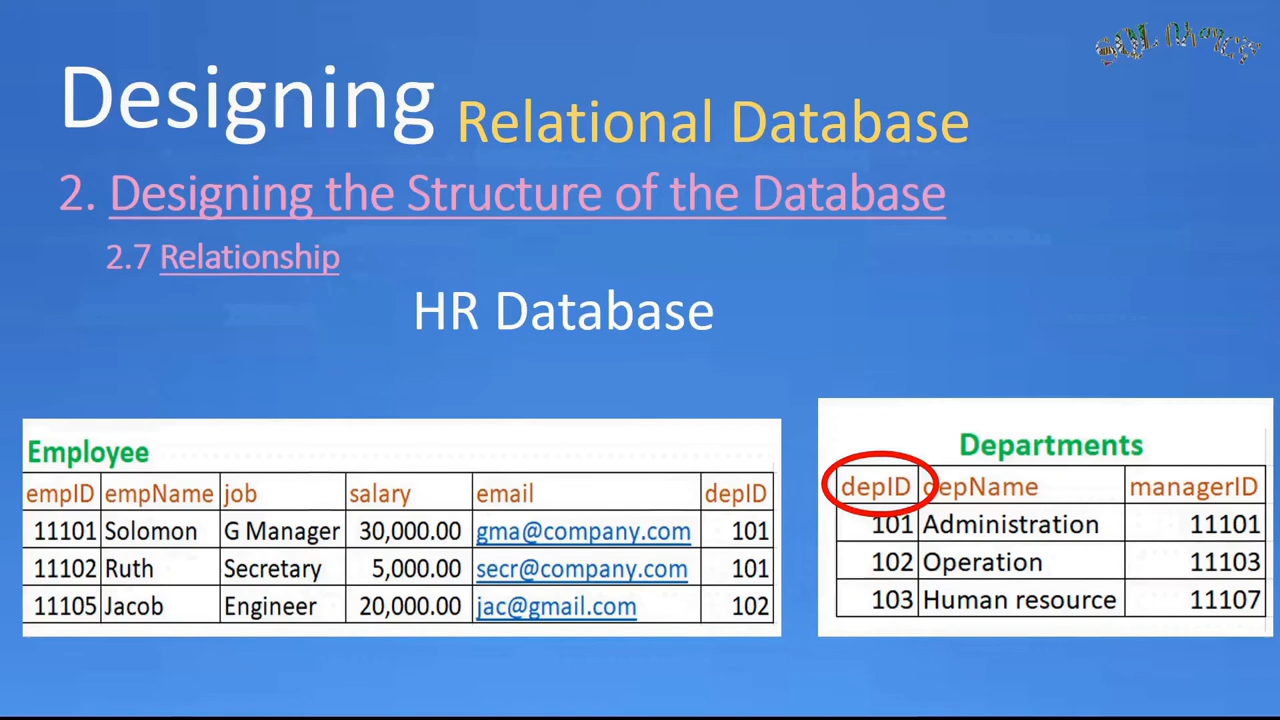 SQL በአማርኛ
Designing Relational Database
2. Designing the Structure of the Database
2.7 Relationship
HR Database
Employee
empID empName job salary email depID
11101 Solomon G Manager 30,000.00 gma@company.com 101
11102 Ruth Secretary 5,000.00 secr@company.com 101
11105 Jacob Engineer 20,000.00 jac@gmail.com 102
Departments
depID depName managerID
101 Administration 11101
102 Operation 11103
103 Human resource 11107